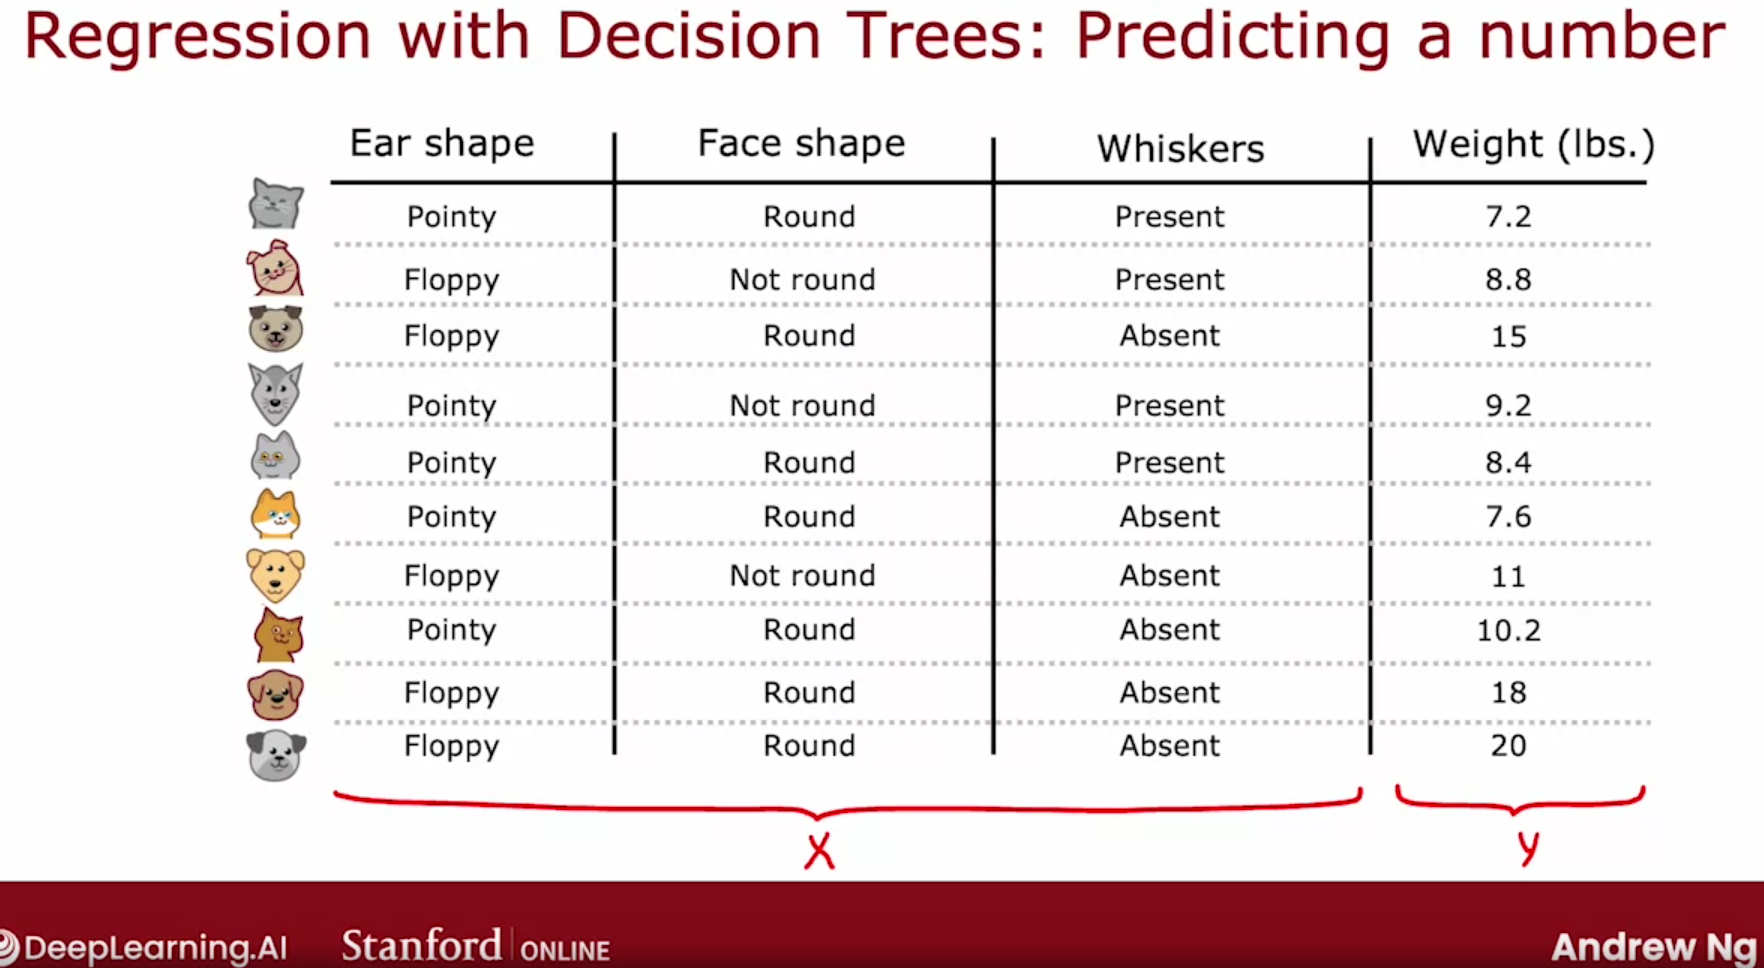 Regression with Decision Trees: Predicting a number
Ear shape Face shape Whiskers Weight (lbs.)
Pointy Round Present 7.2
Floppy Not round Present 8.8
Floppy Round Absent 15
Pointy Not round Present 9.2
Pointy Round Present 8.4
Pointy Round Absent 7.6
Floppy Not round Absent 11
Pointy Round Absent 10.2
Floppy Round Absent 18
Floppy Round Absent 20
X y
DeepLearning.AI Stanford ONLINE Andrew Ng